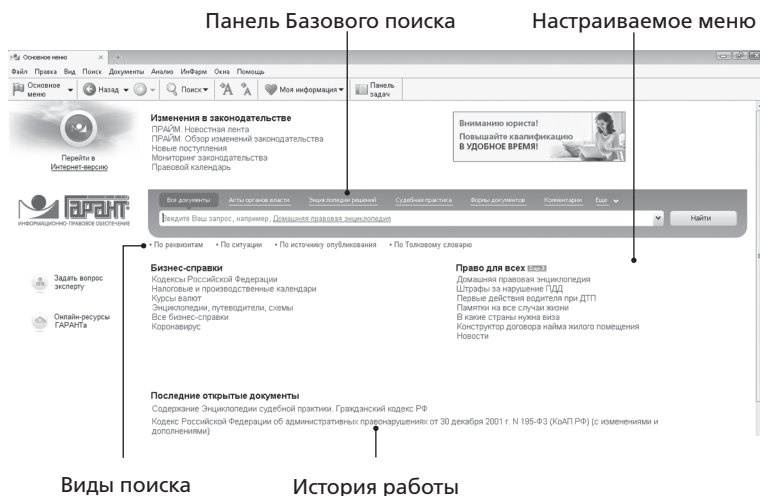 Панель Базового поиска
Настраиваемое меню
Основное меню
Файл Правка Вид Поиск Документы Анализ ИнФарм Окна Помощь
Основное меню
Назад
Поиск
Моя информация
Панель задач
Перейти в
Интернет-версию
Изменения в законодательстве
ПРАЙМ. Новостная лента
ПРАЙМ. Обзор изменений законодательства
Новые поступления
Мониторинг законодательства
Правовой календарь
Вниманию юриста!
Повышайте квалификацию
В УДОБНОЕ ВРЕМЯ!
ГАРАНТ
ИНФОРМАЦИОННО-ПРАВОВОЕ ОБЕСПЕЧЕНИЕ
Все документы Акты органов власти Энциклопедии решений Судебная практика Формы документов Комментарии Еще
Введите Ваш запрос, например, Домашняя правовая энциклопедия
Найти
• По реквизитам • По ситуации • По источнику опубликования • По Толковому словарю
Задать вопрос
эксперту
Онлайн-ресурсы
ГАРАНТа
Бизнес-справки
Кодексы Российской Федерации
Налоговые и производственные календари
Курсы валют
Энциклопедии, путеводители, схемы
Все бизнес-справки
Коронавирус
Право для всех
Домашняя правовая энциклопедия
Штрафы за нарушение ПДД
Первые действия водителя при ДТП
Памятки на все случаи жизни
В какие страны нужна виза
Конструктор договора найма жилого помещения
Новости
Последние открытые документы
Содержание Энциклопедии судебной практики. Гражданский кодекс РФ
Кодекс Российской Федерации об административных правонарушениях от 30 декабря 2001 г. N 195-ФЗ (КоАП РФ) (с изменениями и
дополнениями)
Виды поиска
История работы